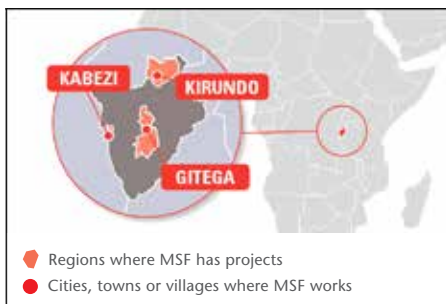 KABEZI
KIRUNDO
GITEGA
Regions where MSF has projects
Cities, towns or villages where MSF works